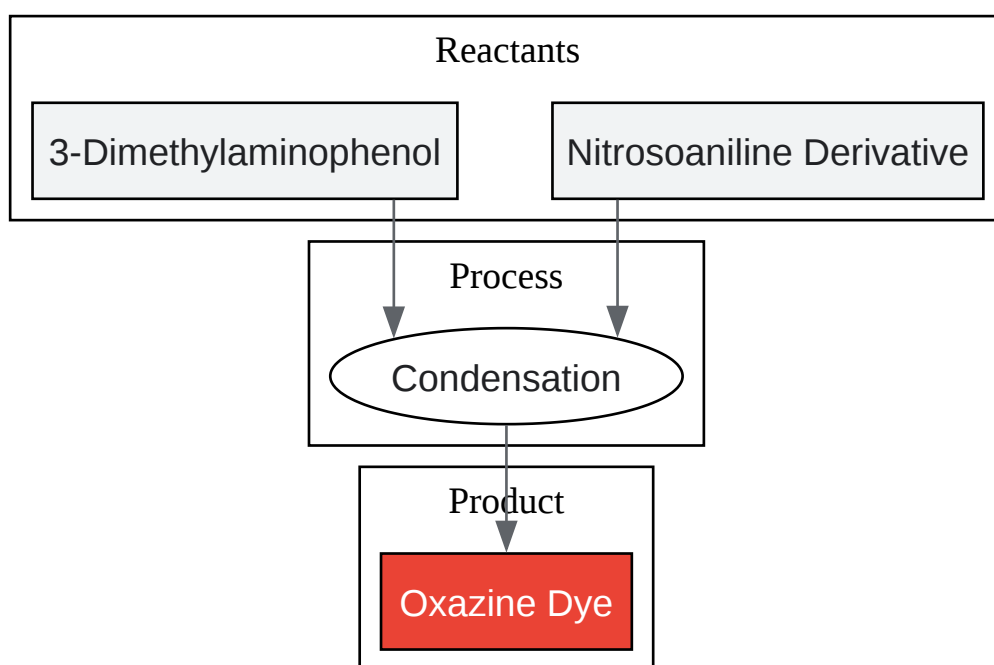 Reactants
3-Dimethylaminophenol
Nitrosoaniline Derivative
Process
Condensation
Product
Oxazine Dye